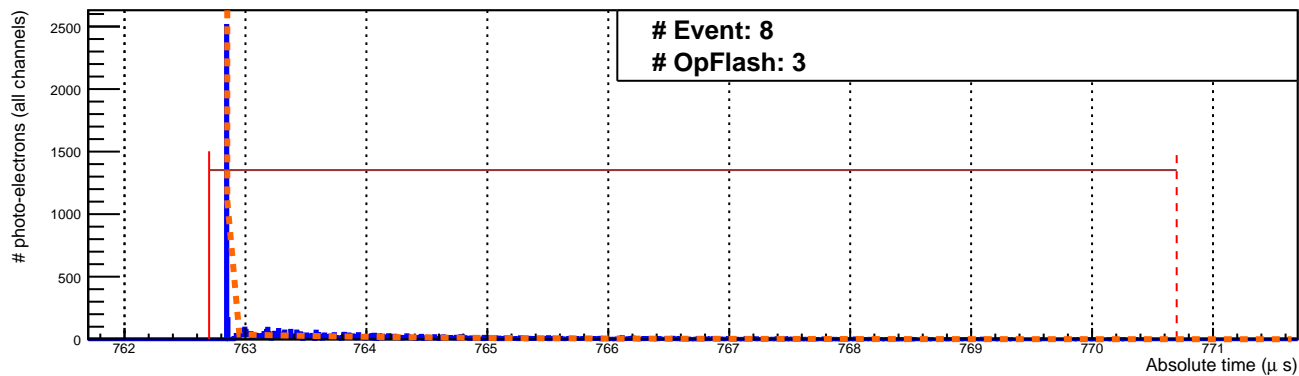 # Event: 8
# OpFlash: 3
# photo-electrons (all channels)
2500
2000
1500
1000
500
0
762 763 764 765 766 767 768 769 770 771
Absolute time (μ s)